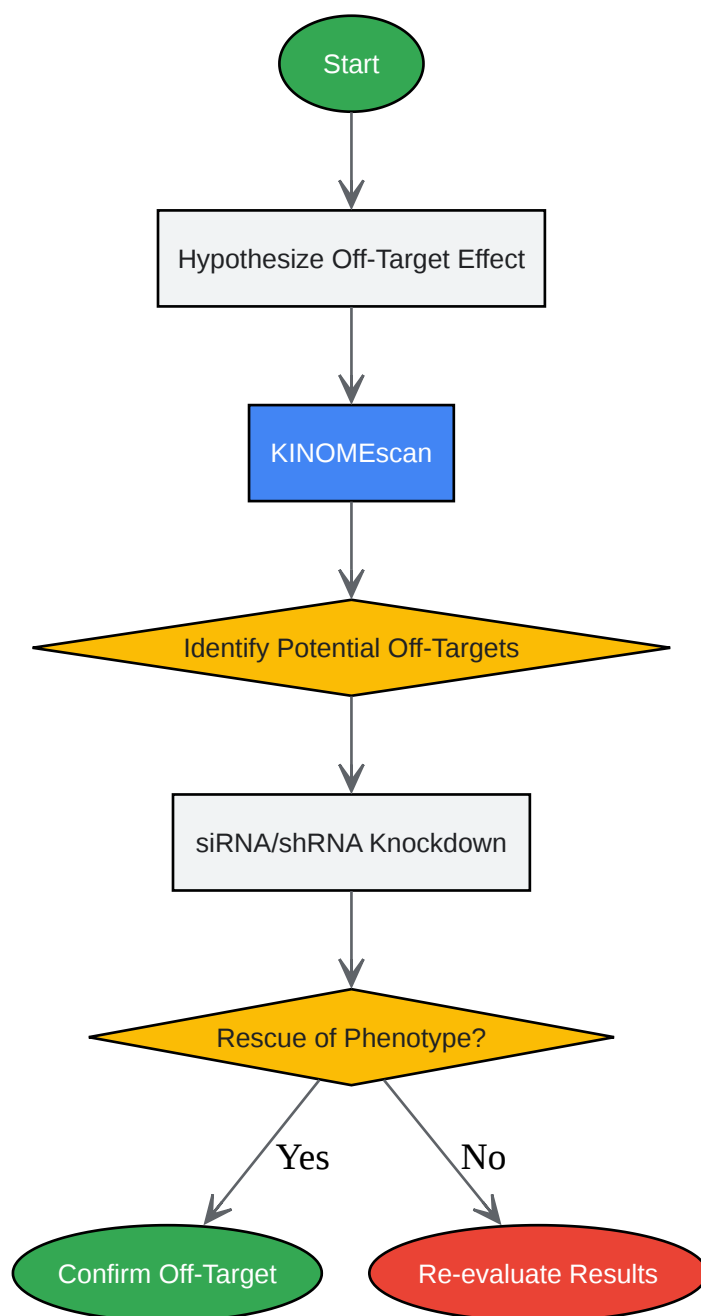 Start
Hypothesize Off-Target Effect
KINOMEscan
Identify Potential Off-Targets
siRNA/shRNA Knockdown
Rescue of Phenotype?
Yes
No
Confirm Off-Target
Re-evaluate Results